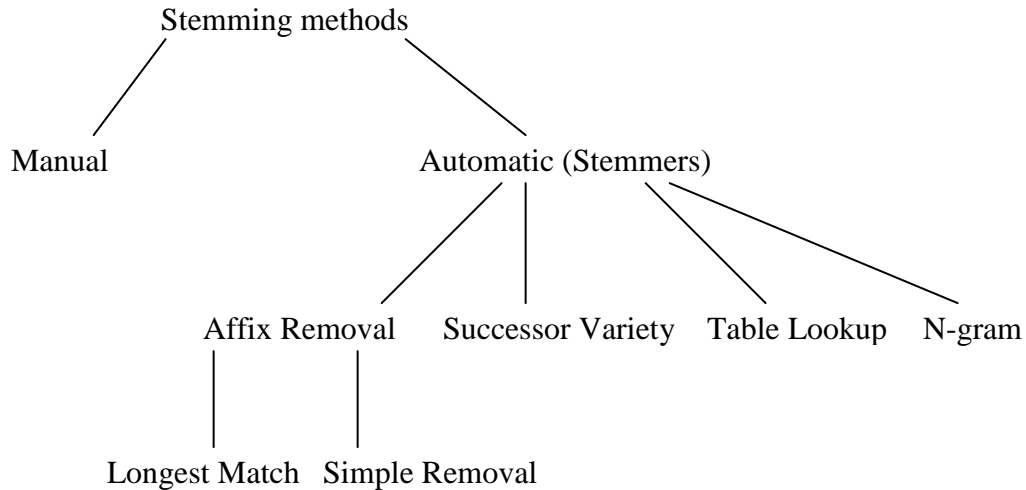 Stemming methods
Manual Automatic (Stemmers)
Affix Removal Successor Variety Table Lookup N-gram
Longest Match Simple Removal